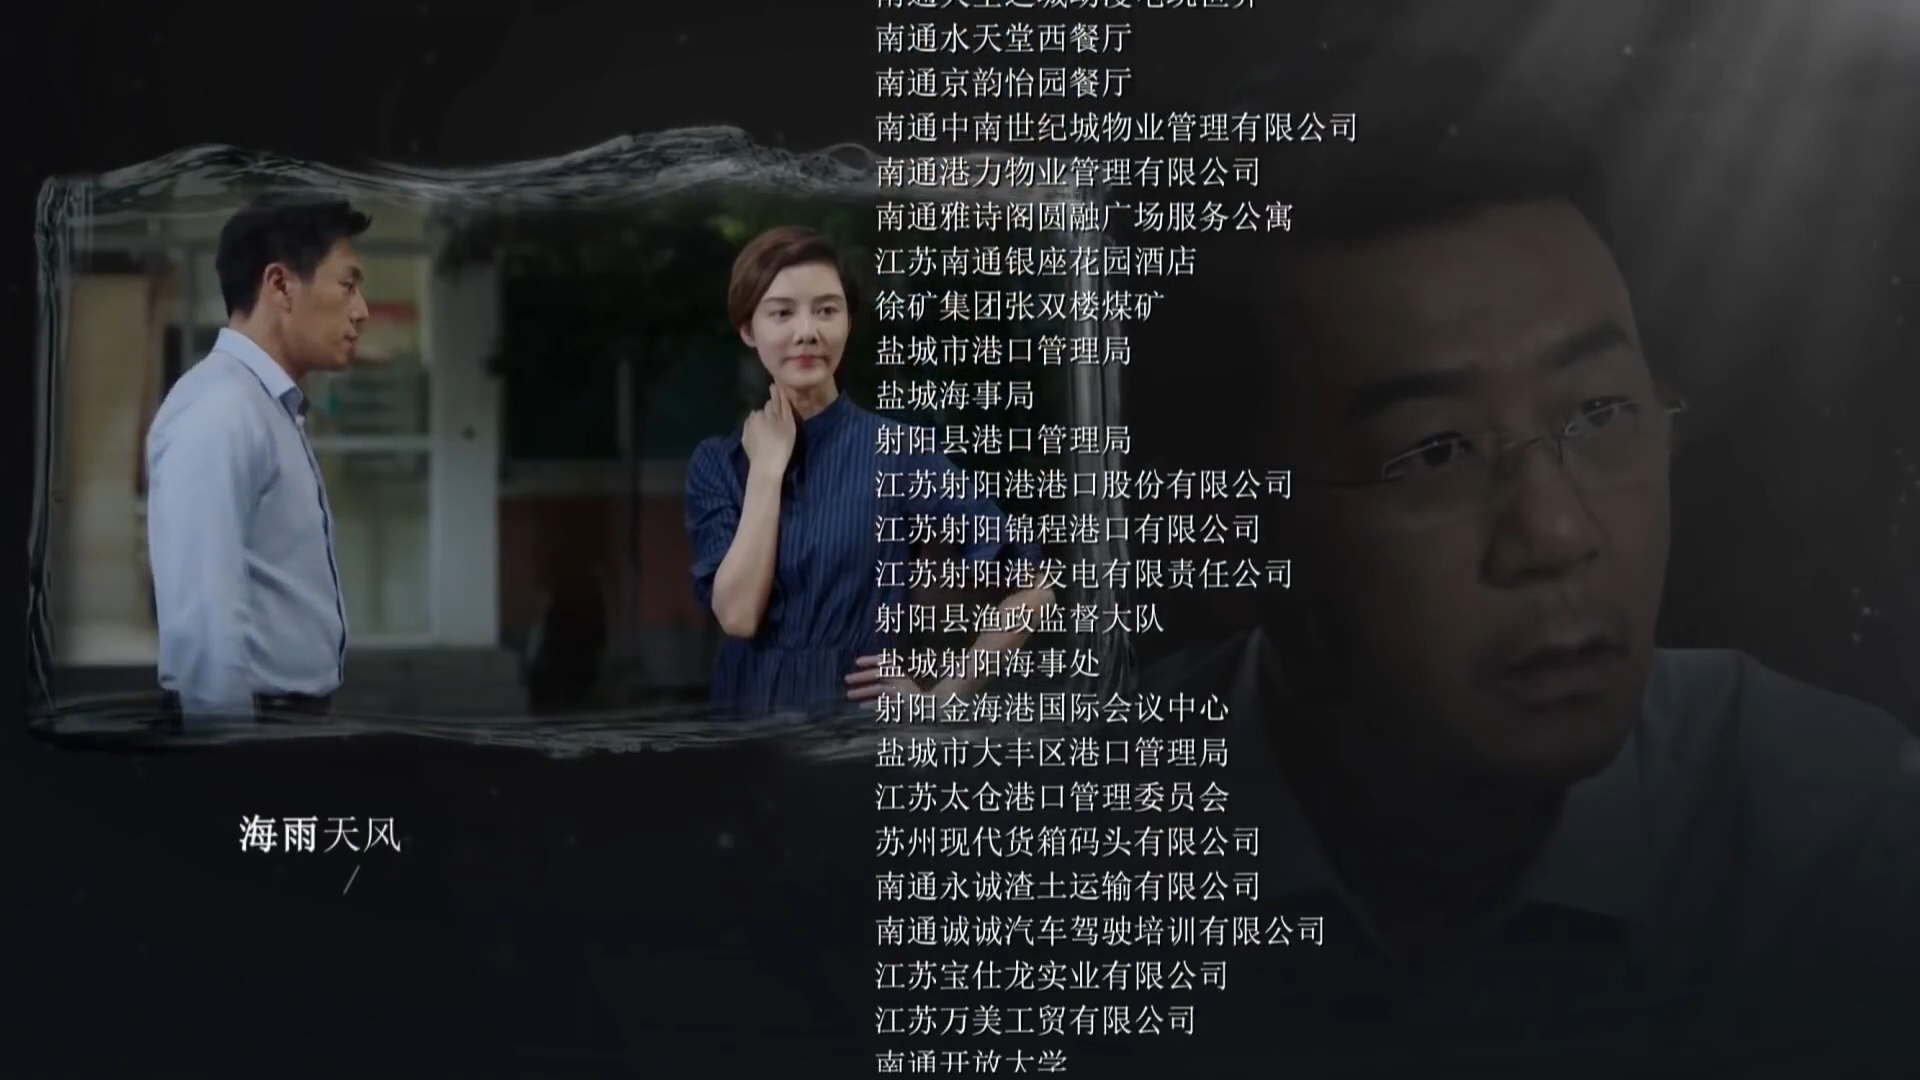 南通水天堂西餐厅
南通京韵怡园餐厅
南通中南世纪城物业管理有限公司
南通港力物业管理有限公司
南通雅诗阁圆融广场服务公寓
江苏南通银座花园酒店
徐矿集团张双楼煤矿
盐城市港口管理局
盐城海事局
射阳县港口管理局
江苏射阳港港口股份有限公司
江苏射阳锦程港口有限公司
江苏射阳港发电有限责任公司
射阳县渔政监督大队
盐城射阳海事处
射阳金海港国际会议中心
盐城市大丰区港口管理局
江苏太仓港口管理委员会
苏州现代货箱码头有限公司
南通永诚渣土运输有限公司
南通诚诚汽车驾驶培训有限公司
江苏宝仕龙实业有限公司
江苏万美工贸有限公司
南通开放大学
海雨天风